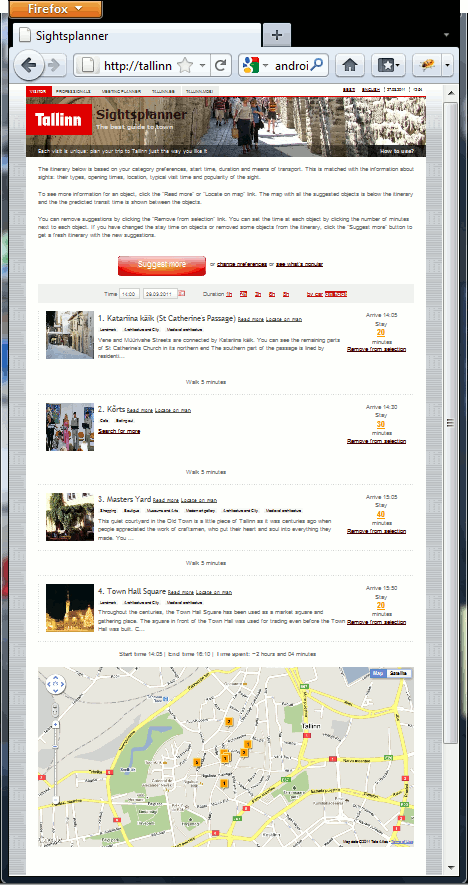 Firefox
Sightsplanner
http://tallinn
androi
VISITOR PROFESSIONALS MEETING PLANNER
ENGLISH
Tallinn
Sightsplanner
The best guide to town
Each visit is unique: plan your trip to Tallinn just the way you like it
How to use?
The itinerary below is based on your category preferences, start time, duration and means of transport. This is matched with the information about
sights: their types, opening times, location, typical visit time and popularity of the sight.
To see more information for an object, click the "Read more" or "Locate on map" link. The map with all the suggested objects is below the itinerary
and the the predicted transit time is shown between the objects.
You can remove suggestions by clicking the "Remove from selection" link. You can set the time at each object by clicking the number of minutes
next to each object. If you have changed the stay time on objects or removed some objects from the itinerary, click the "Suggest more" button to
get a fresh itinerary with the new suggestions.
Suggest more
or change preferences or see what's popular
Time 14:00
Duration 1h 2h 3h 4h
by car on foot
1. Katariina käik (St Catherine's Passage) Read more Locate on map
Landmark Architecture and City Medieval architecture
Vene and Müürivahe Streets are connected by Katariina käik. You can see the remaining parts
of St Catherine's Church in its northern end The southern part of the passage is lined by
residenti...
Arrive 14:05
Stay
20
minutes
Remove from selection
Walk 5 minutes
2. Kõrts Read more Locate on map
Cafe Eating out
Search for more
Arrive 14:30
Stay
30
minutes
Remove from selection
Walk 5 minutes
3. Masters Yard Read more Locate on map
Shopping Boutique Museums and Arts Modern art gallery Architecture and City Medieval architecture
This quiet courtyard in the Old Town is a little piece of Tallinn as it was centuries ago when
people appreciated the work of craftsmen, who put their heart and soul into everything they
made. You ...
Arrive 15:05
Stay
40
minutes
Remove from selection
Walk 5 minutes
4. Town Hall Square Read more Locate on map
Landmark Architecture and City Medieval architecture
Throughout the centuries, the Town Hall Square has been used as a market square and
gathering place. The square in front of the Town Hall was used for trading even before the Town
Hall was built. C...
Arrive 15:50
Stay
20
minutes
Remove from selection
Start time 14:05 | End time 16:10 | Time spent: ~2 hours and 04 minutes
Map Satellite
Tallinn